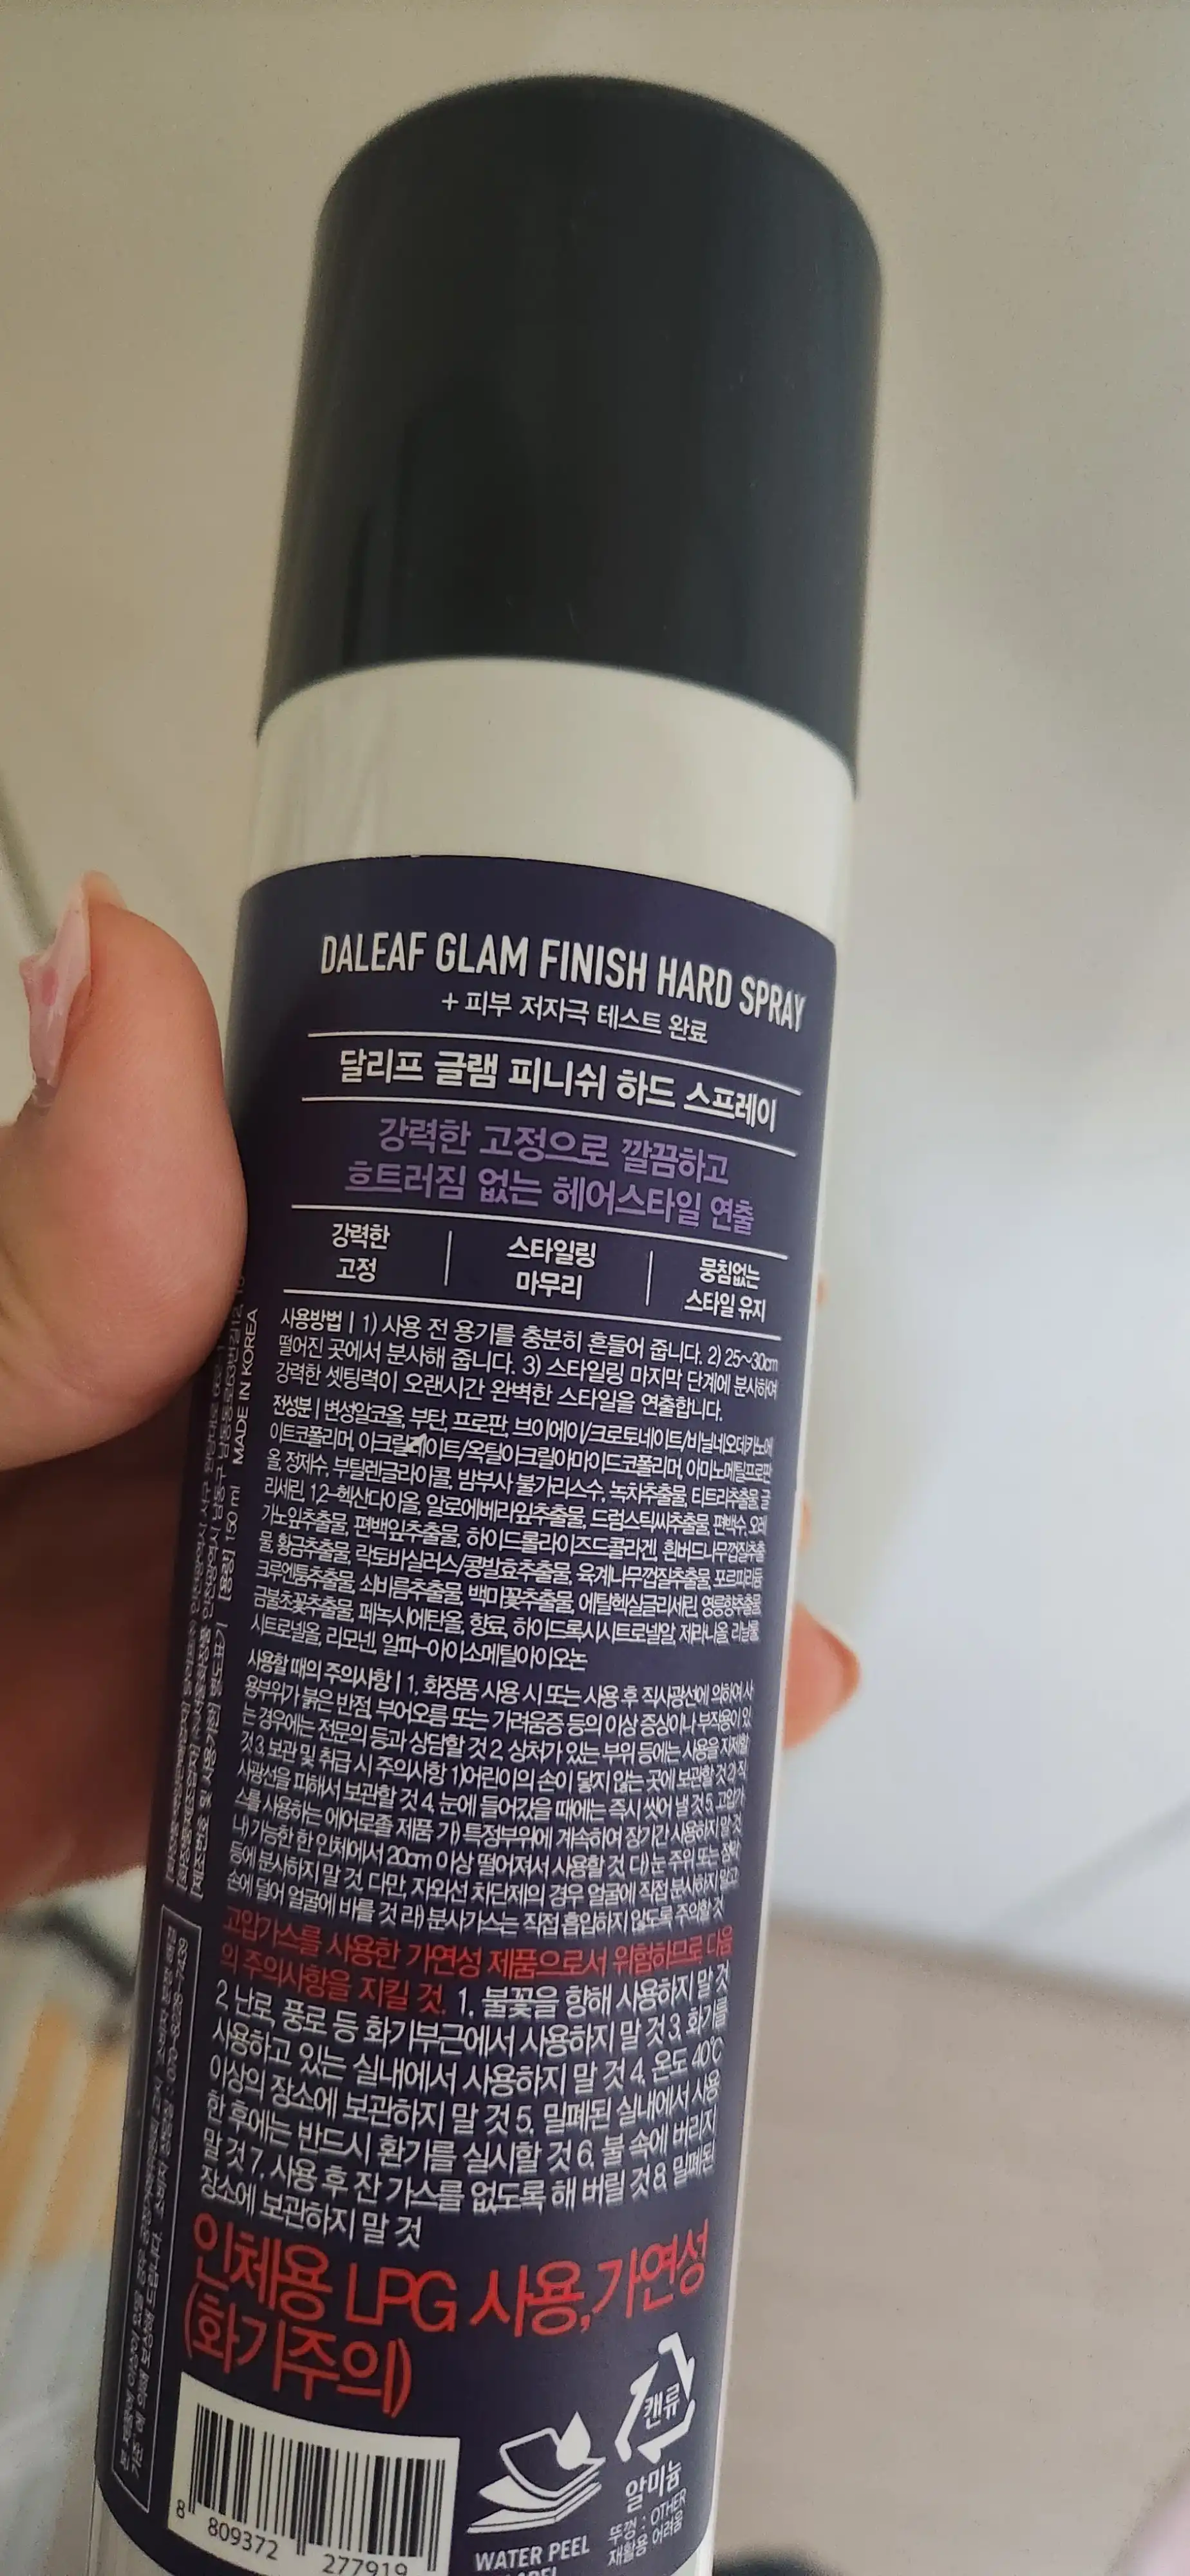 DALEAF GLAM FINISH HARD SPRAY
+ 피부 저자극 테스트 완료
달리프 글램 피니쉬 하드 스프레이
강력한 고정으로 깔끔하고
흐트러짐 없는 헤어스타일 연출
강력한
고정
스타일링
마무리
뭉침없는
스타일 유지
사용방법 | 1) 사용 전 용기를 충분히 흔들어 줍니다. 2) 25~30cm
떨어진 곳에서 분사해 줍니다. 3) 스타일링 마지막 단계에 분사하여
강력한 셋팅력이 오랜시간 완벽한 스타일을 연출합니다.
전성분 | 변성알코올, 부탄, 프로판, 브이에이/크로토네이트/비닐네오데카노에
이트코폴리머, 아크릴레이트/옥틸아크릴아마이드코폴리머, 아미노메틸프로판
올, 정제수, 부틸렌글라이콜, 밤부사 불가리스수, 녹차추출물, 티트리추출물, 글
리세린, 1,2-헥산다이올, 알로에베라잎추출물, 드럼스틱씨추출물, 편백수, 오레
가노잎추출물, 편백잎추출물, 하이드롤라이즈드콜라겐, 흰버드나무껍질추출
물, 황금추출물, 락토바실러스/콩발효추출물, 육계나무껍질추출물, 포르피리듐
크루엔툼추출물, 쇠비름추출물, 백미꽃추출물, 에틸헥실글리세린, 영릉향추출물,
금불초꽃추출물, 페녹시에탄올, 향료, 하이드록시시트로넬알, 제라니올, 리날룰,
시트로넬올, 리모넨, 알파-아이소메틸아이오논
사용할 때의 주의사항 | 1. 화장품 사용 시 또는 사용 후 직사광선에 의하여 사
용부위가 붉은 반점, 부어오름 또는 가려움증 등의 이상 증상이나 부작용이 있
는 경우에는 전문의 등과 상담할 것 2. 상처가 있는 부위 등에는 사용을 자제할
것 3. 보관 및 취급 시 주의사항 1)어린이의 손이 닿지 않는 곳에 보관할 것 2)직
사광선을 피해서 보관할 것 4. 눈에 들어갔을 때에는 즉시 씻어 낼 것 5. 고압가
스를 사용하는 에어로졸 제품 가) 특정부위에 계속하여 장기간 사용하지 말 것
나) 가능한 한 인체에서 20cm 이상 떨어져서 사용할 것 다) 눈 주위 또는 점막
등에 분사하지 말 것. 다만, 자외선 차단제의 경우 얼굴에 직접 분사하지 말고
손에 덜어 얼굴에 바를 것 라) 분사가스는 직접 흡입하지 않도록 주의할 것
고압가스를 사용한 가연성 제품으로서 위험하므로 다음
의 주의사항을 지킬 것. 1. 불꽃을 향해 사용하지 말 것
2. 난로, 풍로 등 화기부근에서 사용하지 말 것 3. 화기를
사용하고 있는 실내에서 사용하지 말 것 4. 온도 40℃
이상의 장소에 보관하지 말 것 5. 밀폐된 실내에서 사용
한 후에는 반드시 환기를 실시할 것 6. 불 속에 버리지
말 것 7. 사용 후 잔 가스를 없도록 해 버릴 것 8. 밀폐된
장소에 보관하지 말 것
인체용 LPG 사용, 가연성
(화기주의)
8 809372 277919
WATER PEEL
캔류
알미늄
뚜껑 : OTHER
재활용 어려움
150 ml
MADE IN KOREA